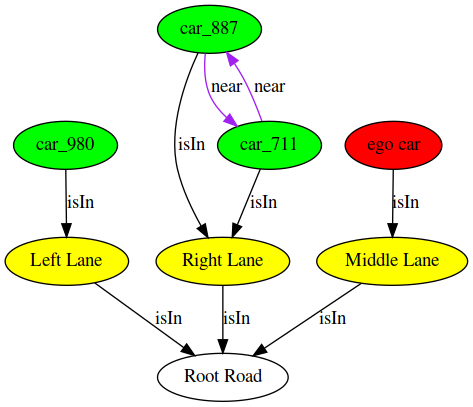 car_887
near near
isIn
car_980 car_711 ego car
isIn isIn isIn
Left Lane Right Lane Middle Lane
isIn isIn isIn
Root Road